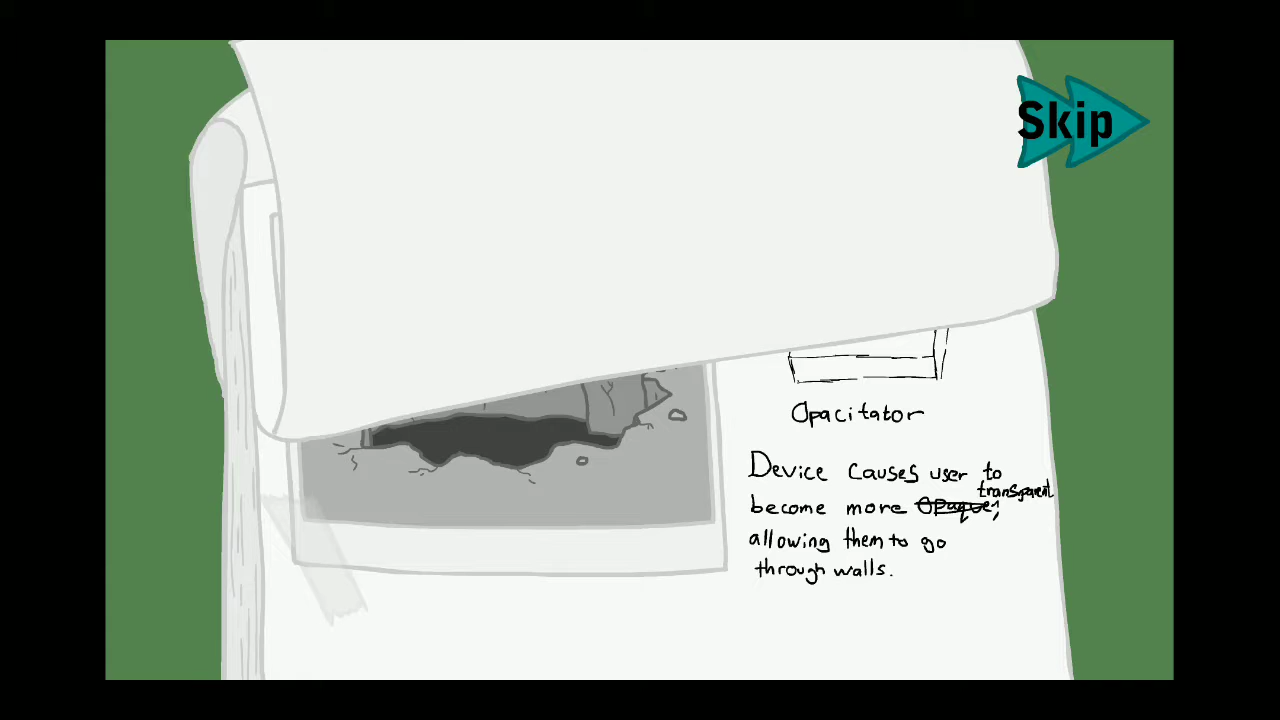 Skip
Opacitator
Device causes user to
become more Opaque, transparent
allowing them to go
through walls.